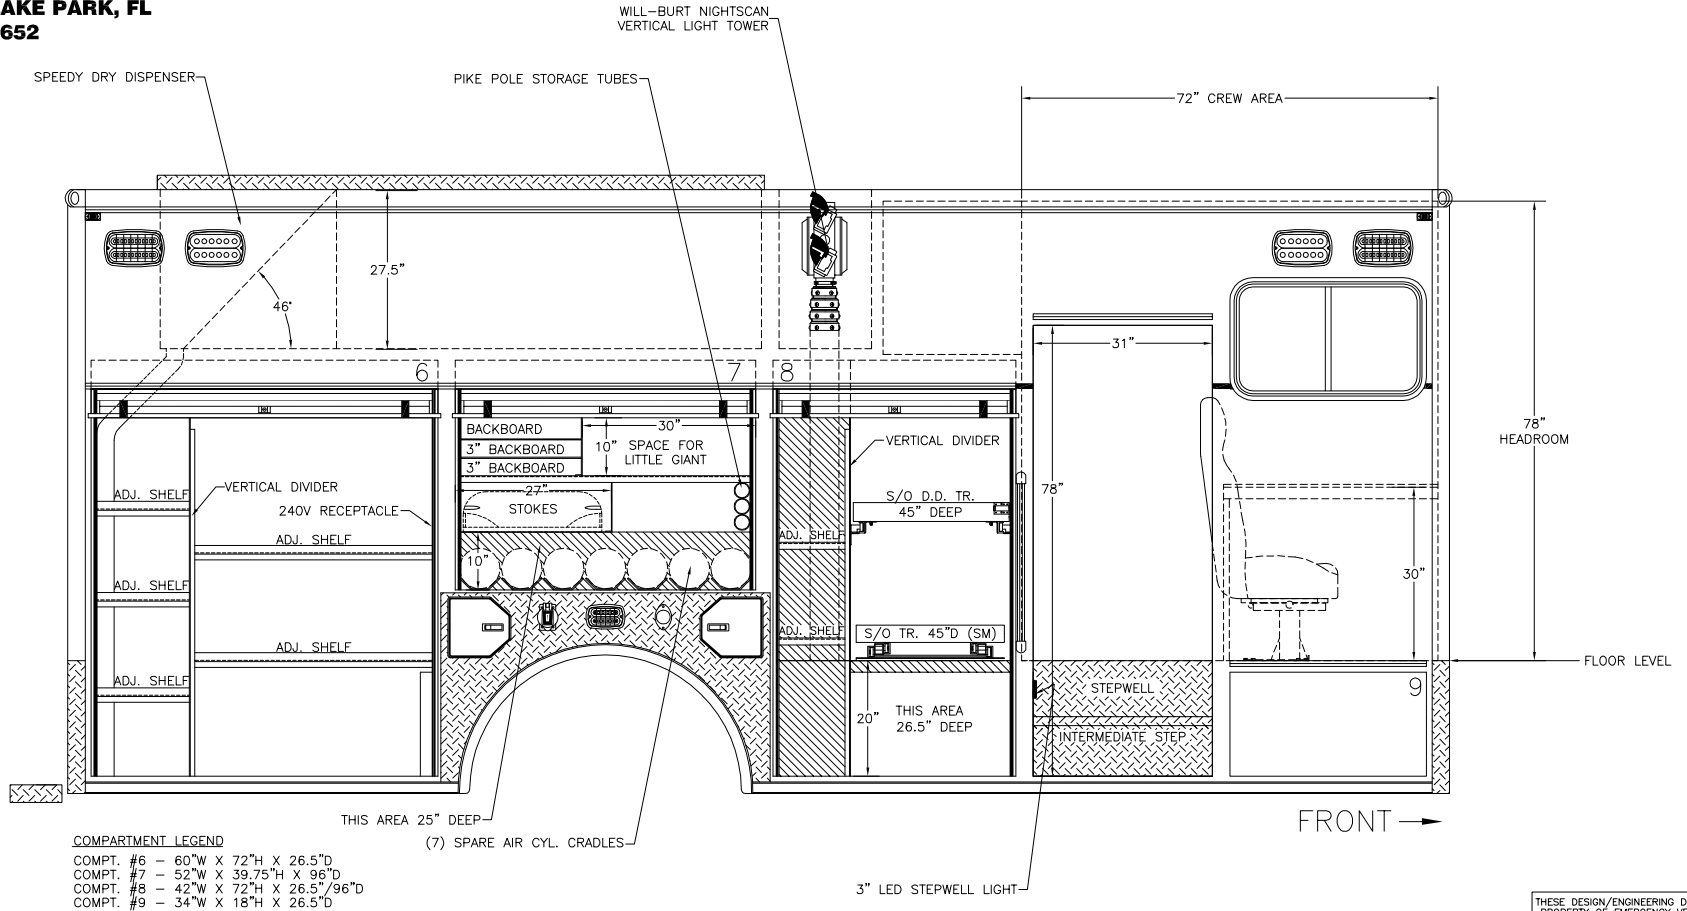 AKE PARK, FL
652
WILL-BURT NIGHTSCAN
VERTICAL LIGHT TOWER
SPEEDY DRY DISPENSER
PIKE POLE STORAGE TUBES
72" CREW AREA
27.5"
46°
31"
6
7
8
78"
HEADROOM
BACKBOARD
3" BACKBOARD
3" BACKBOARD
30"
10"
SPACE FOR
LITTLE GIANT
VERTICAL DIVIDER
VERTICAL DIVIDER
240V RECEPTACLE
27"
STOKES
S/O D.D. TR.
45" DEEP
78"
ADJ. SHELF
ADJ. SHELF
ADJ. SHELF
10"
30"
ADJ. SHELF
ADJ. SHELF
S/O TR. 45"D (SM)
ADJ. SHELF
ADJ. SHELF
FLOOR LEVEL
STEPWELL
9
20"
THIS AREA
26.5" DEEP
INTERMEDIATE STEP
THIS AREA 25" DEEP
(7) SPARE AIR CYL. CRADLES
FRONT
3" LED STEPWELL LIGHT
COMPARTMENT LEGEND
COMPT. #6 - 60"W X 72"H X 26.5"D
COMPT. #7 - 52"W X 39.75"H X 96"D
COMPT. #8 - 42"W X 72"H X 26.5"/96"D
COMPT. #9 - 34"W X 18"H X 26.5"D
THESE DESIGN/ENGINEERING D
PROPERTY OF EMERGENCY VE